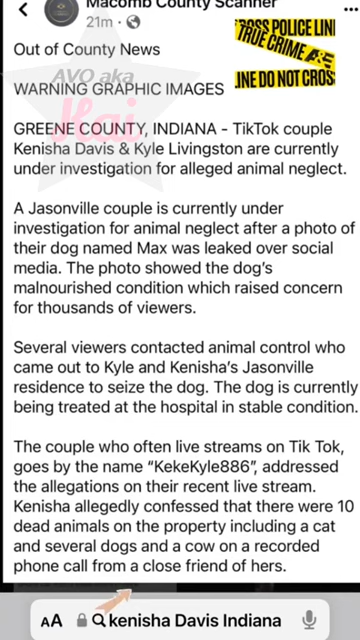 Macomb County Scanner
21m
Out of County News
WARNING GRAPHIC IMAGES
CROSS POLICE LINE
TRUE CRIME
LINE DO NOT CROSS
AVO aka
Hai
GREENE COUNTY, INDIANA - TikTok couple
Kenisha Davis & Kyle Livingston are currently
under investigation for alleged animal neglect.
A Jasonville couple is currently under
investigation for animal neglect after a photo of
their dog named Max was leaked over social
media. The photo showed the dog's
malnourished condition which raised concern
for thousands of viewers.
Several viewers contacted animal control who
came out to Kyle and Kenisha's Jasonville
residence to seize the dog. The dog is currently
being treated at the hospital in stable condition.
The couple who often live streams on Tik Tok,
goes by the name "KekeKyle886", addressed
the allegations on their recent live stream.
Kenisha allegedly confessed that there were 10
dead animals on the property including a cat
and several dogs and a cow on a recorded
phone call from a close friend of hers.
AA kenisha Davis Indiana